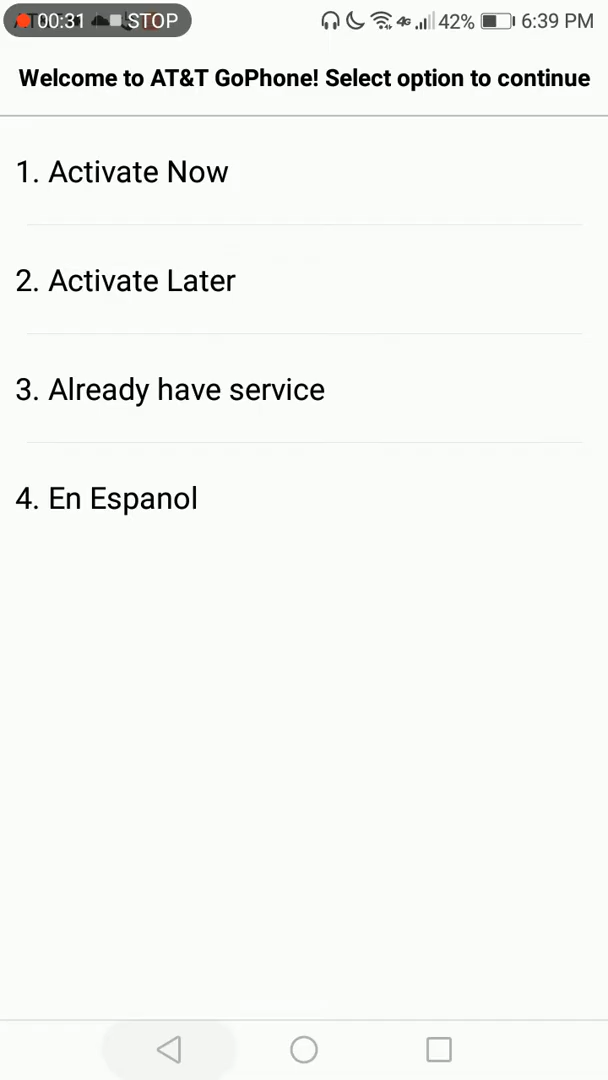 00:31 STOP 4G 42% 6:39 PM
Welcome to AT&T GoPhone! Select option to continue
1. Activate Now
2. Activate Later
3. Already have service
4. En Espanol